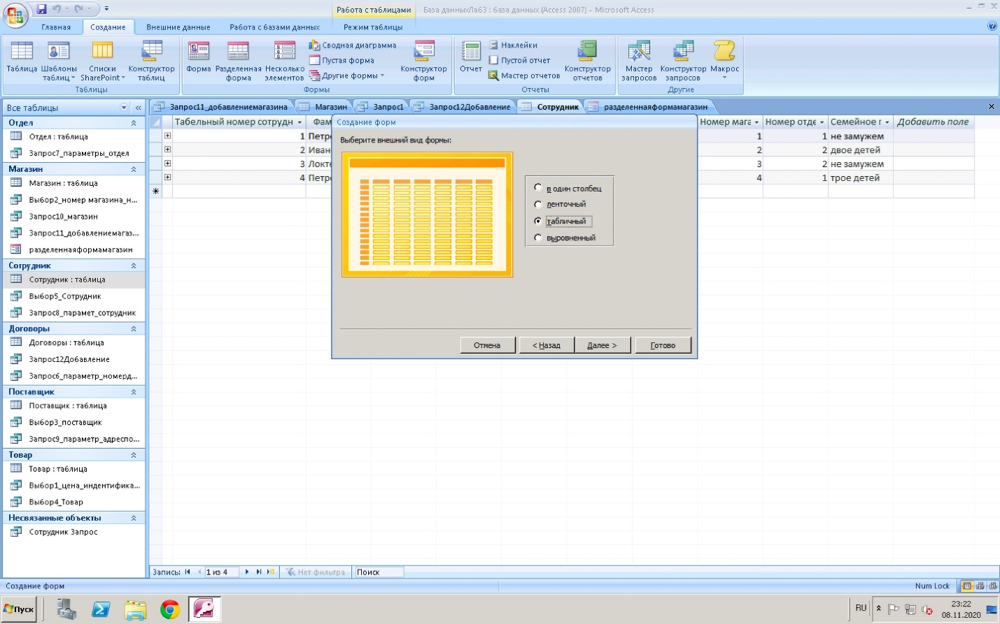 Работа с таблицами
База данныхЛаб3 : база данных (Access 2007) - Microsoft Access
Главная
Создание
Внешние данные
Работа с базами данных
Режим таблицы
Таблица
Шаблоны таблиц
Списки SharePoint
Конструктор таблиц
Таблицы
Форма
Разделенная форма
Несколько элементов
Сводная диаграмма
Пустая форма
Другие формы
Конструктор форм
Формы
Отчет
Наклейки
Пустой отчет
Мастер отчетов
Конструктор отчетов
Отчеты
Мастер запросов
Конструктор запросов
Макрос
Другие
Все таблицы
Отдел
Отдел : таблица
Запрос7_параметры_отдел
Магазин
Магазин : таблица
Выбор2_номер магазина_н...
Запрос10_магазин
Запрос11_добавлениемагаз...
разделеннаяформамагазин
Сотрудник
Сотрудник : таблица
Выбор5_Сотрудник
Запрос8_парамет_сотрудник
Договоры
Договоры : таблица
Запрос12Добавление
Запрос6_параметр_номерд...
Поставщик
Поставщик : таблица
Выбор3_поставщик
Запрос9_параметр_адреспо...
Товар
Товар : таблица
Выбор1_цена_индентифика...
Выбор4_Товар
Несвязанные объекты
Сотрудник Запрос
Запрос11_добавлениемагазина
Магазин
Запрос1
Запрос12Добавление
Сотрудник
разделеннаяформамагазин
Табельный номер сотрудн
Фам
Номер мага
Номер отде
Семейное г
Добавить поле
1 Петро
1
1 не замужем
2 Иван
2
2 двое детей
3 Локте
3
2 не замужем
4 Петро
4
1 трое детей
Создание форм
Выберите внешний вид формы:
в один столбец
ленточный
табличный
выровненный
Отмена
< Назад
Далее >
Готово
Запись:
1 из 4
Нет фильтра
Поиск
Создание форм
Num Lock
Пуск
RU
23:22
08.11.2020